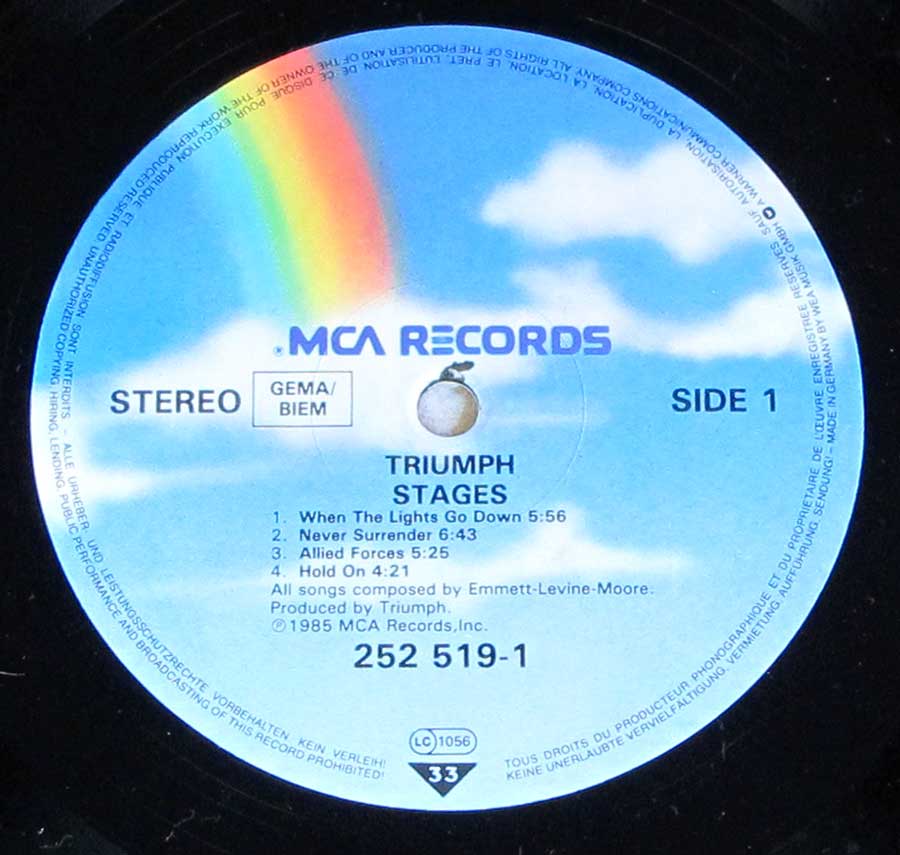 MCA RECORDS
STEREO
GEMA/
BIEM
SIDE 1
TRIUMPH
STAGES
1. When The Lights Go Down 5:56
2. Never Surrender 6:43
3. Allied Forces 5:25
4. Hold On 4:21
All songs composed by Emmett-Levine-Moore.
Produced by Triumph.
℗1985 MCA Records,Inc.
252 519-1
LC 1056
33
TOUS DROITS DU PRODUCTEUR PHONOGRAPHIQUE ET DU PROPRIETAIRE DE L'ŒUVRE ENREGISTREE RESERVES SAUF AUTORISATION, LA DUPLICATION, LA LOCATION, LE PRET, L'UTILISATION DE CE DISQUE POUR EXECUTION PUBLIQUE ET RADIODIFFUSION SONT INTERDITS - ALLE URHEBER- UND LEISTUNGSSCHUTZRECHTE VORBEHALTEN KEIN VERLEIH!
KEINE UNERLAUBTE VERVIELFÄLTIGUNG, VERMIETUNG, AUFFÜHRUNG, SENDUNG! - MADE IN GERMANY BY WEA MUSIK GMBH A WARNER COMMUNICATIONS COMPANY. ALL RIGHTS OF THE PRODUCER AND OF THE OWNER OF THE WORK REPRODUCED RESERVED UNAUTHORIZED COPYING, HIRING, LENDING, PUBLIC PERFORMANCE AND BROADCASTING OF THIS RECORD PROHIBITED!